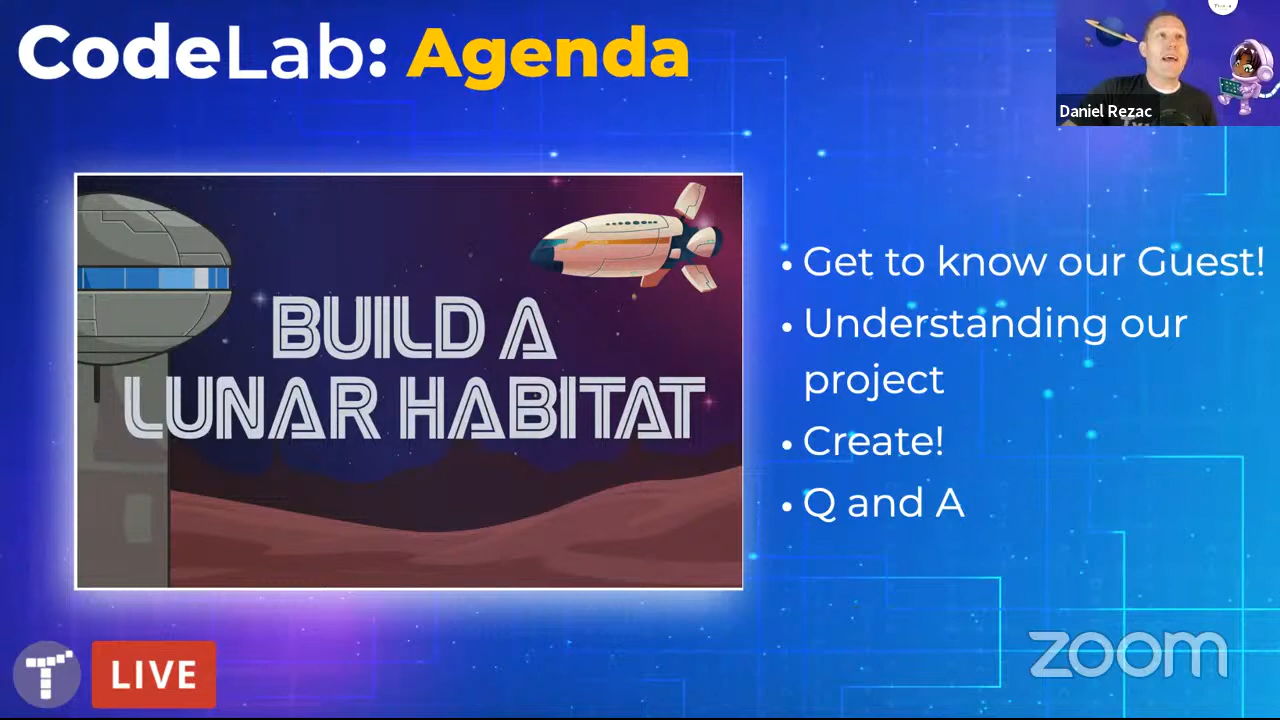 CodeLab: Agenda
Daniel Rezac
BUILD A
LUNAR HABITAT
• Get to know our Guest!
• Understanding our
project
• Create!
• Q and A
LIVE
zoom